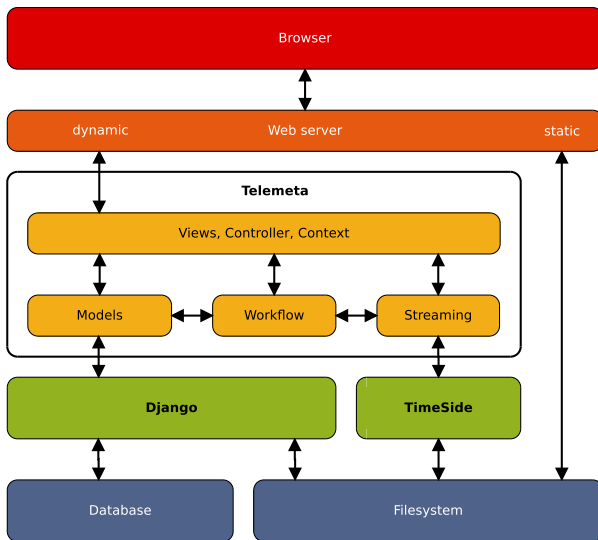 Browser
dynamic Web server static
Telemeta
Views, Controller, Context
Models Workflow Streaming
Django TimeSide
Database Filesystem